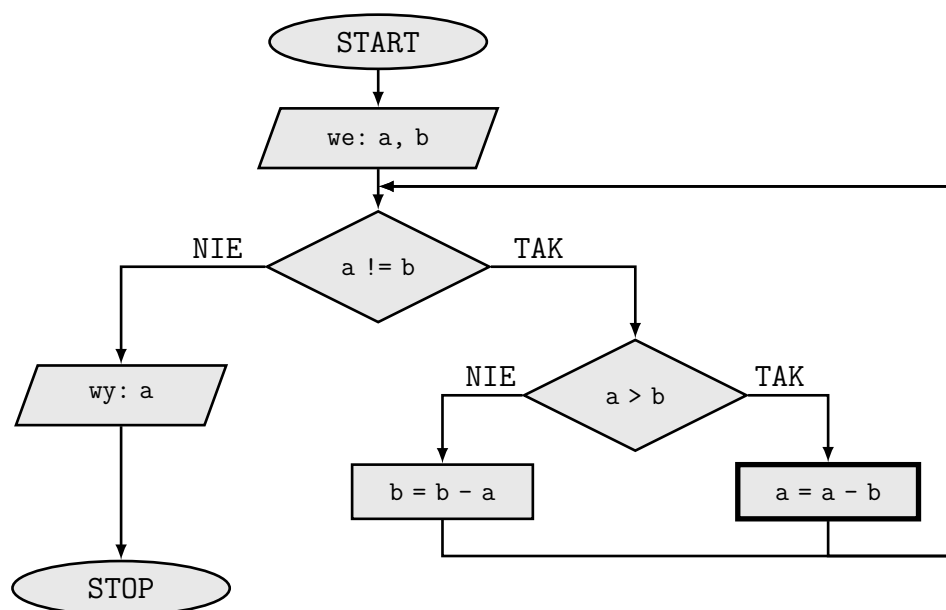 START
we: a, b
NIE
TAK
a != b
NIE
TAK
wy: a
a > b
b = b - a
a = a - b
STOP